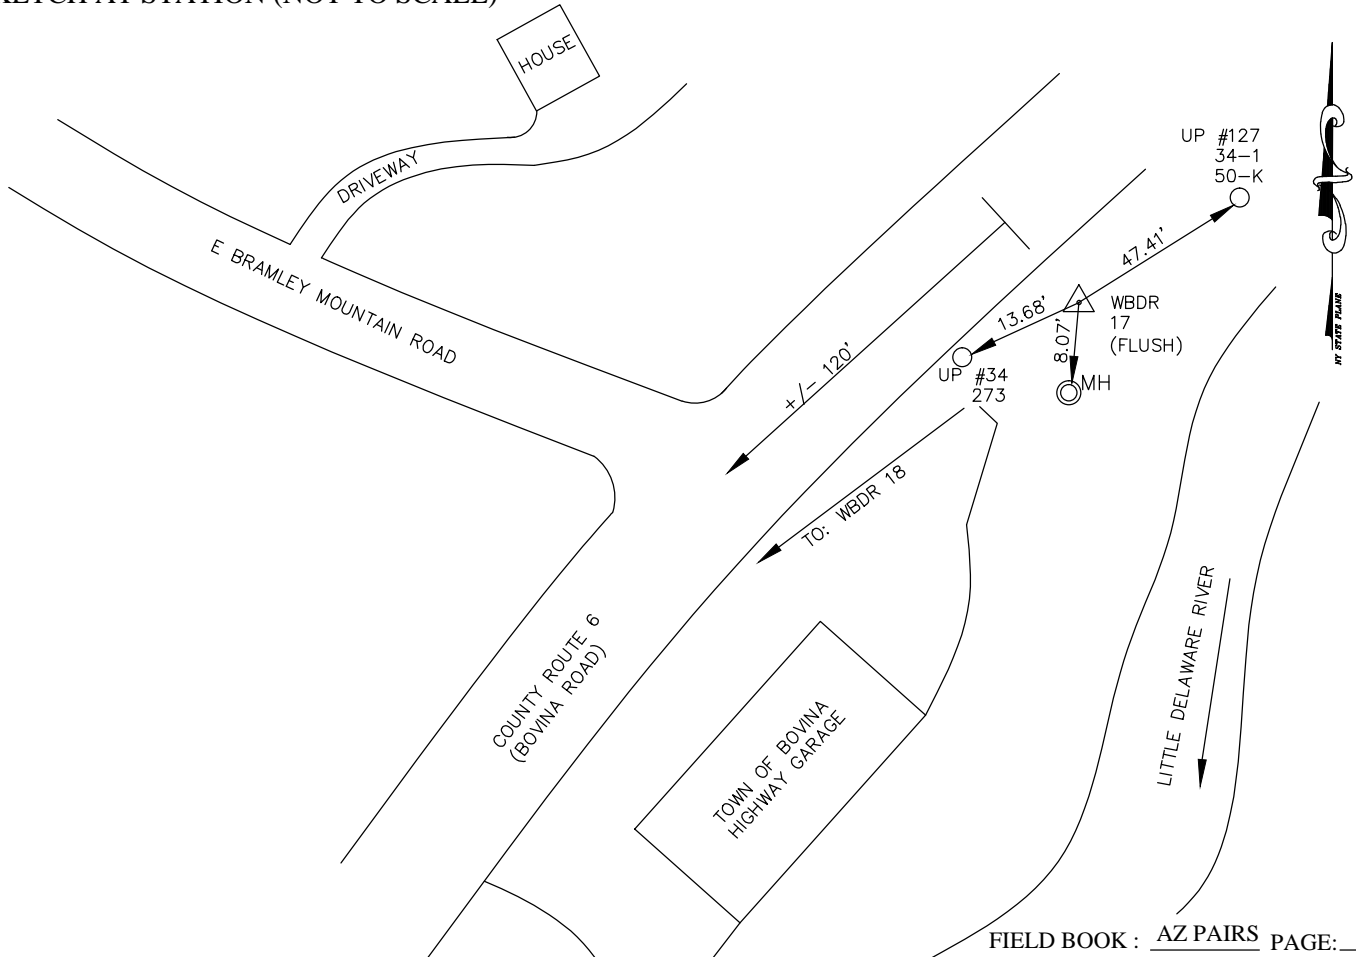 SKETCH AT STATION (NOT TO SCALE)
HOUSE
DRIVEWAY
E BRAMLEY MOUNTAIN ROAD
UP #127
34-1
50-K
47.41'
13.68'
8.07'
WBDR
17
(FLUSH)
UP #34
273
MH
+/- 120'
TO: WBDR 18
NY STATE PLANE
COUNTY ROUTE 6
(BOVINA ROAD)
TOWN OF BOVINA
HIGHWAY GARAGE
LITTLE DELAWARE RIVER
FIELD BOOK : AZ PAIRS PAGE: